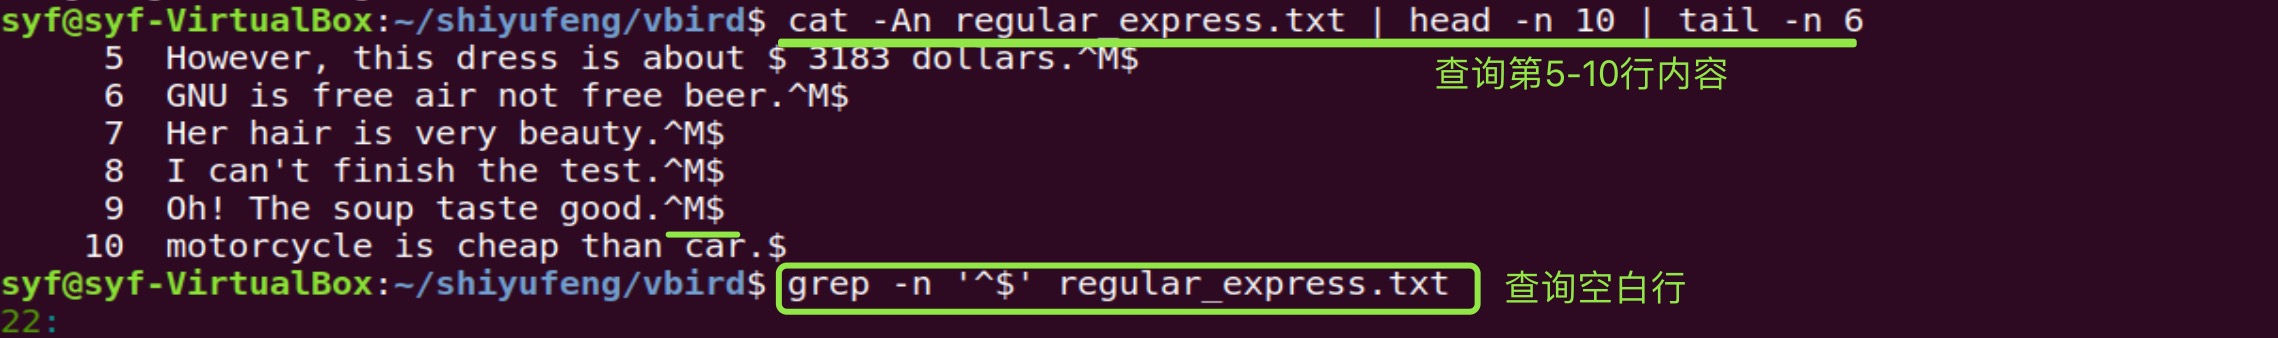 syf@syf-VirtualBox:~/shiyufeng/vbird$ cat -An regular_express.txt | head -n 10 | tail -n 6
5 However, this dress is about $ 3183 dollars.^M$
查询第5-10行内容
6 GNU is free air not free beer.^M$
7 Her hair is very beauty.^M$
8 I can't finish the test.^M$
9 Oh! The soup taste good.^M$
10 motorcycle is cheap than car.$
syf@syf-VirtualBox:~/shiyufeng/vbird$ grep -n '^$' regular_express.txt 查询空白行
22: